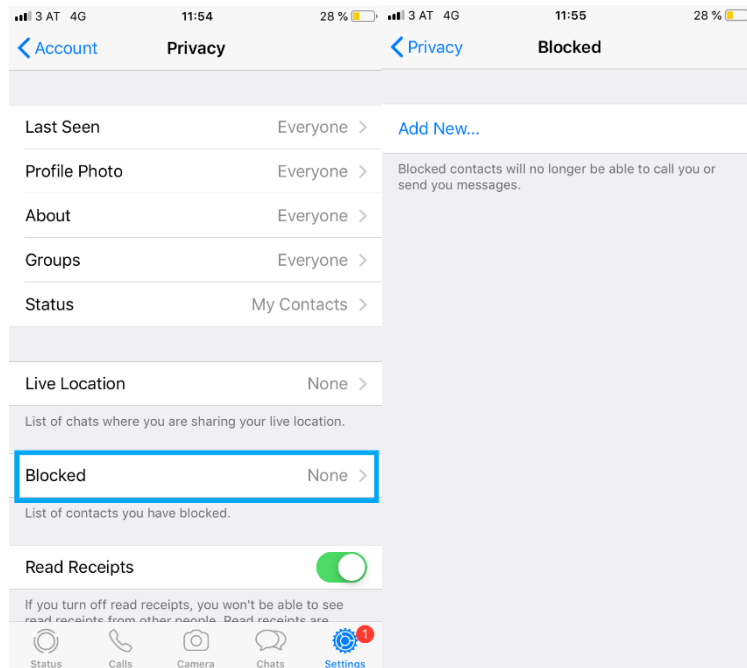 3 AT 4G 11:54 28 %
Account Privacy
Last Seen Everyone
Profile Photo Everyone
About Everyone
Groups Everyone
Status My Contacts
Live Location None
List of chats where you are sharing your live location.
Blocked None
List of contacts you have blocked.
Read Receipts
If you turn off read receipts, you won't be able to see
read receipts from other people. Read receipts are
1
Status Calls Camera Chats Settings
3 AT 4G 11:55 28 %
Privacy Blocked
Add New...
Blocked contacts will no longer be able to call you or
send you messages.